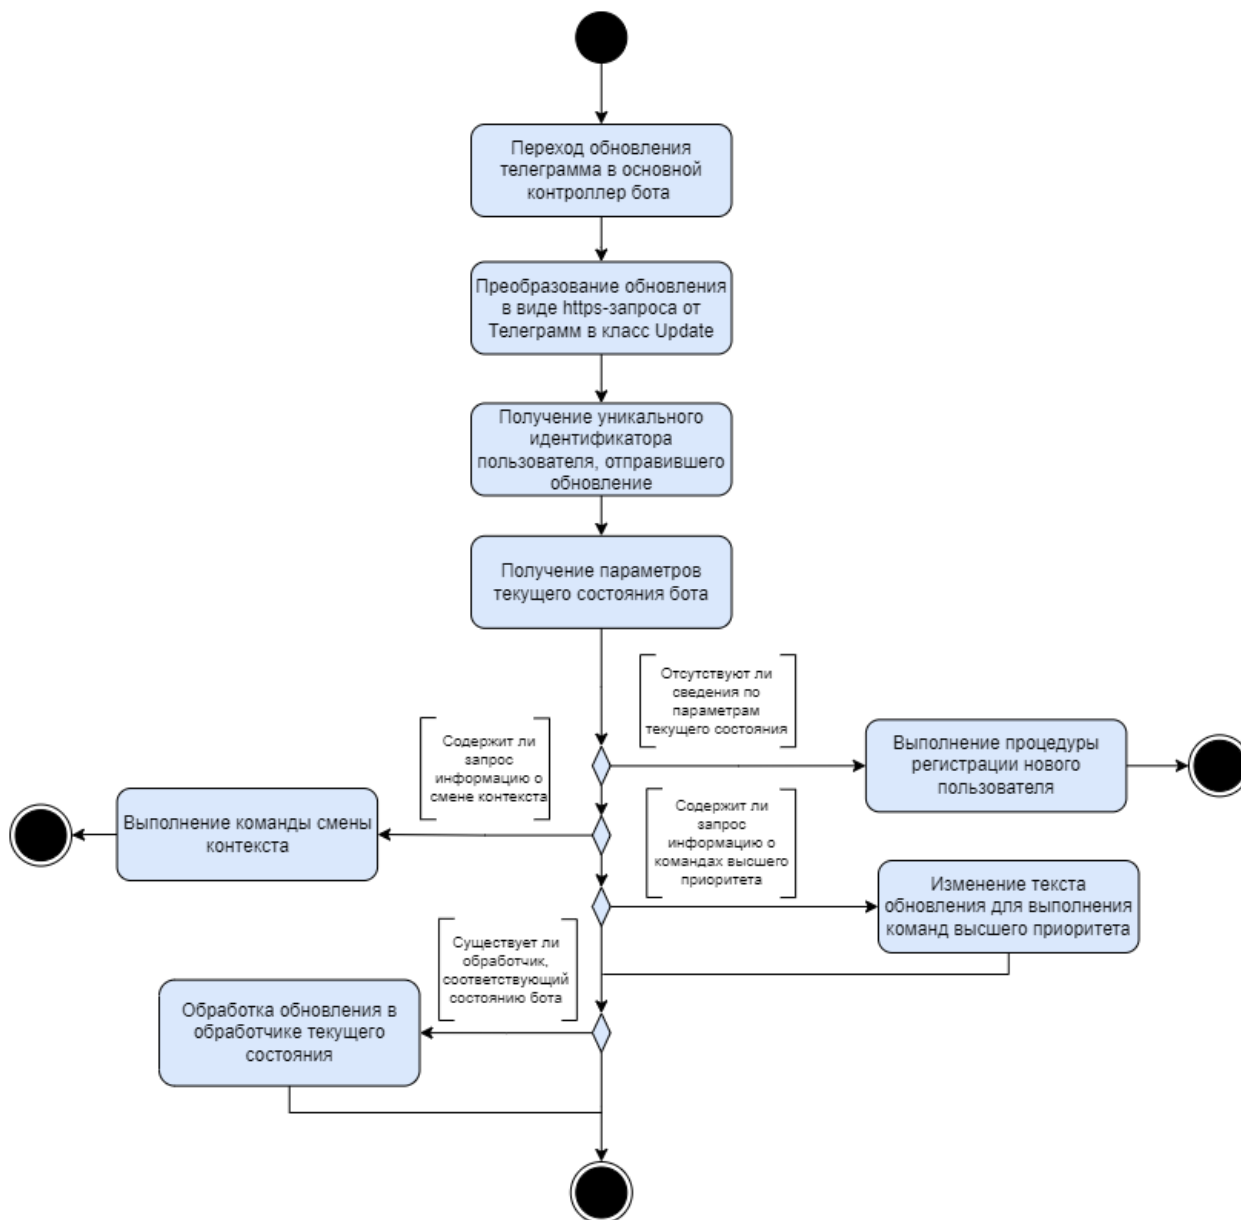 Переход обновления
телеграмма в основной
контроллер бота
Преобразование обновления
в виде https-запроса от
Телеграмм в класс Update
Получение уникального
идентификатора
пользователя, отправившего
обновление
Получение параметров
текущего состояния бота
Отсутствуют ли
сведения по
параметрам
текущего состояния
Выполнение процедуры
регистрации нового
пользователя
Содержит ли
запрос
информацию о
смене контекста
Выполнение команды смены
контекста
Содержит ли
запрос
информацию о
командах высшего
приоритета
Изменение текста
обновления для выполнения
команд высшего приоритета
Существует ли
обработчик,
соответствующий
состоянию бота
Обработка обновления в
обработчике текущего
состояния